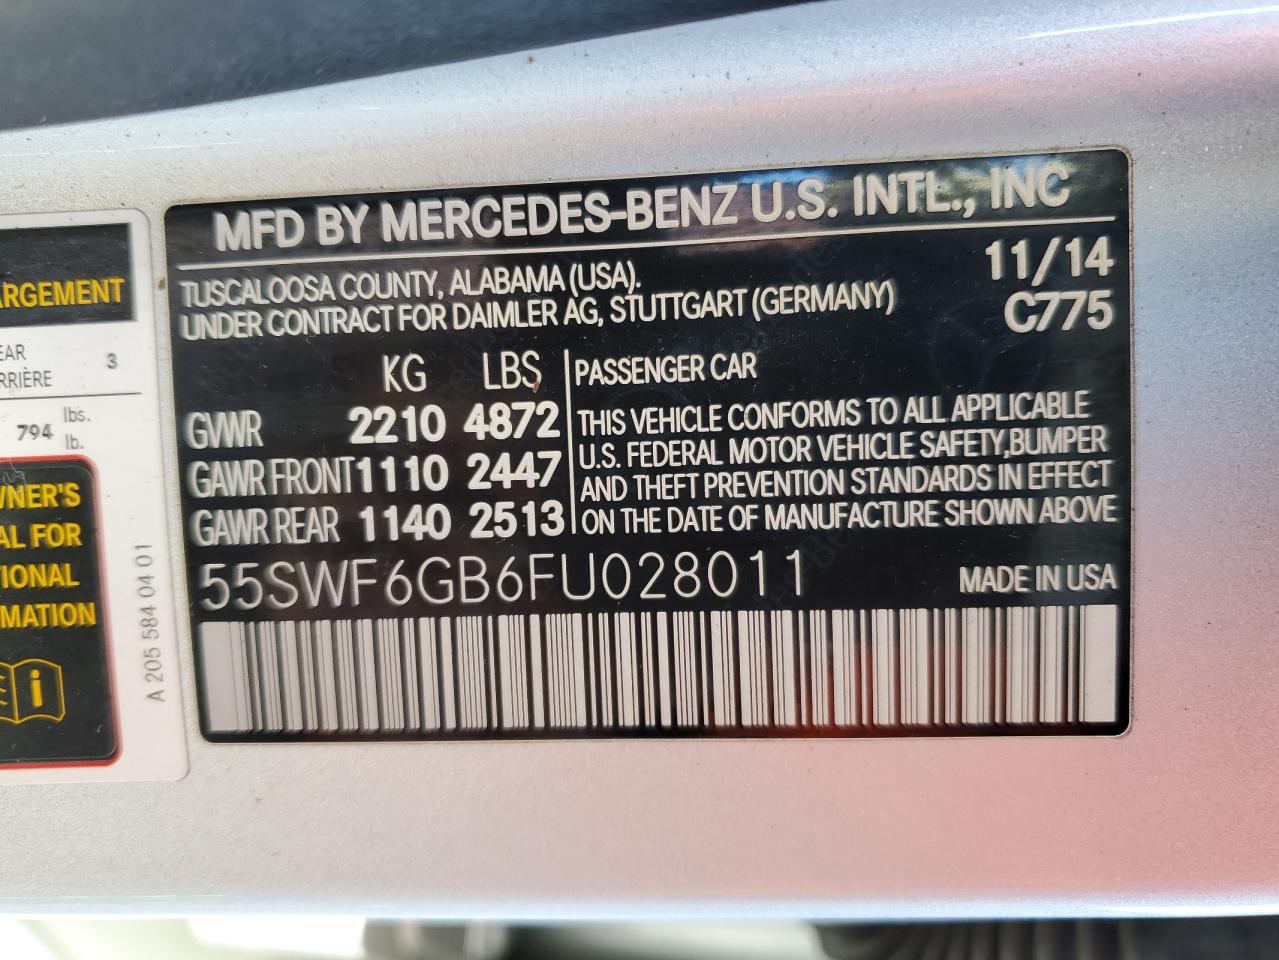 MFD BY MERCEDES-BENZ U.S. INTL., INC
TUSCALOOSA COUNTY, ALABAMA (USA).
11/14
UNDER CONTRACT FOR DAIMLER AG, STUTTGART (GERMANY)
C775
KG LBS
GVWR 2210 4872
GAWR FRONT 1110 2447
GAWR REAR 1140 2513
PASSENGER CAR
THIS VEHICLE CONFORMS TO ALL APPLICABLE
U.S. FEDERAL MOTOR VEHICLE SAFETY, BUMPER
AND THEFT PREVENTION STANDARDS IN EFFECT
ON THE DATE OF MANUFACTURE SHOWN ABOVE
55SWF6GB6FU028011
MADE IN USA
ARGEMENT
EAR
RRIÈRE
3
794 lbs.
lb.
WNER'S
AL FOR
TIONAL
MATION
A 205 584 04 01